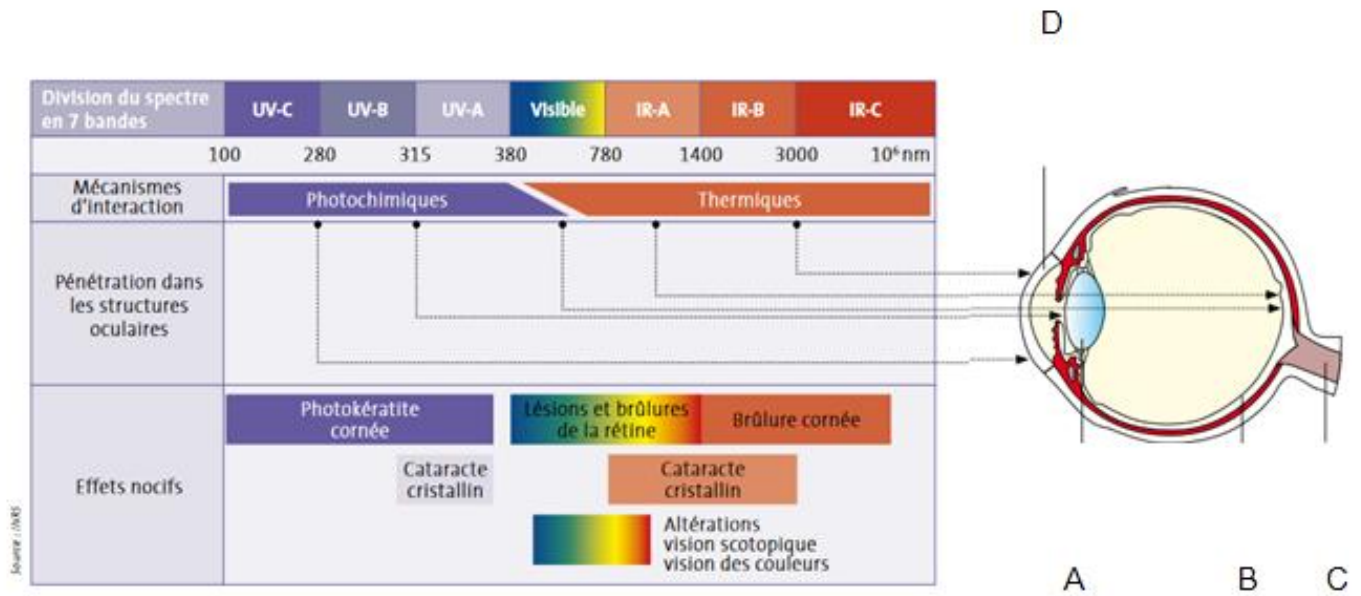 D
Division du spectre
en 7 bandes
UV-C UV-B UV-A Visible IR-A IR-B IR-C
100 280 315 380 780 1400 3000 10⁶ nm
Mécanismes
d'interaction
Photochimiques Thermiques
Pénétration dans
les structures
oculaires
Effets nocifs
Photokératite
cornée
Lésions et brûlures
de la rétine
Brûlure cornée
Cataracte
cristallin
Cataracte
cristallin
Altérations
vision scotopique
vision des couleurs
Source : INRS
A B C